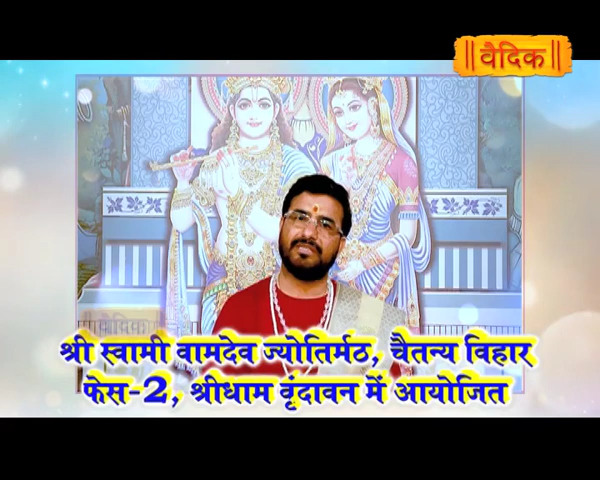 ॥वैदिक॥
श्री स्वामी वामदेव ज्योतिर्मठ, चैतन्य विहार
फेस-2, श्रीधाम वृंदावन में आयोजित